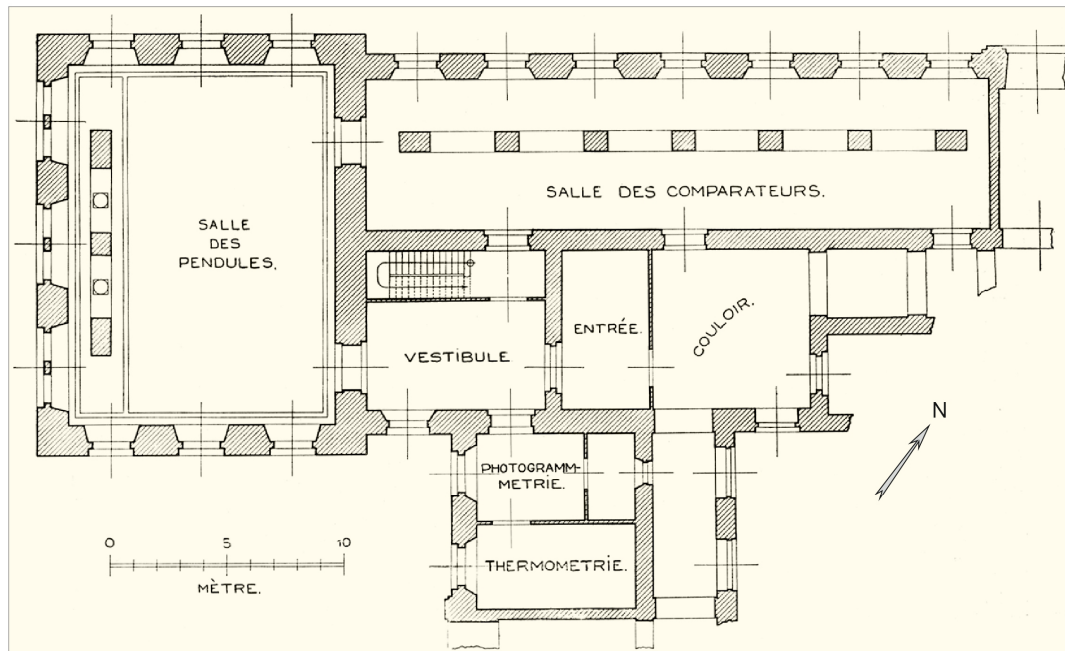 SALLE DES COMPARATEURS.
SALLE
DES
PENDULES.
ENTRÉE.
COULOIR.
VESTIBULE
N
PHOTOGRAMM-
METRIE.
THERMOMETRIE.
0 5 10
MÈTRE.